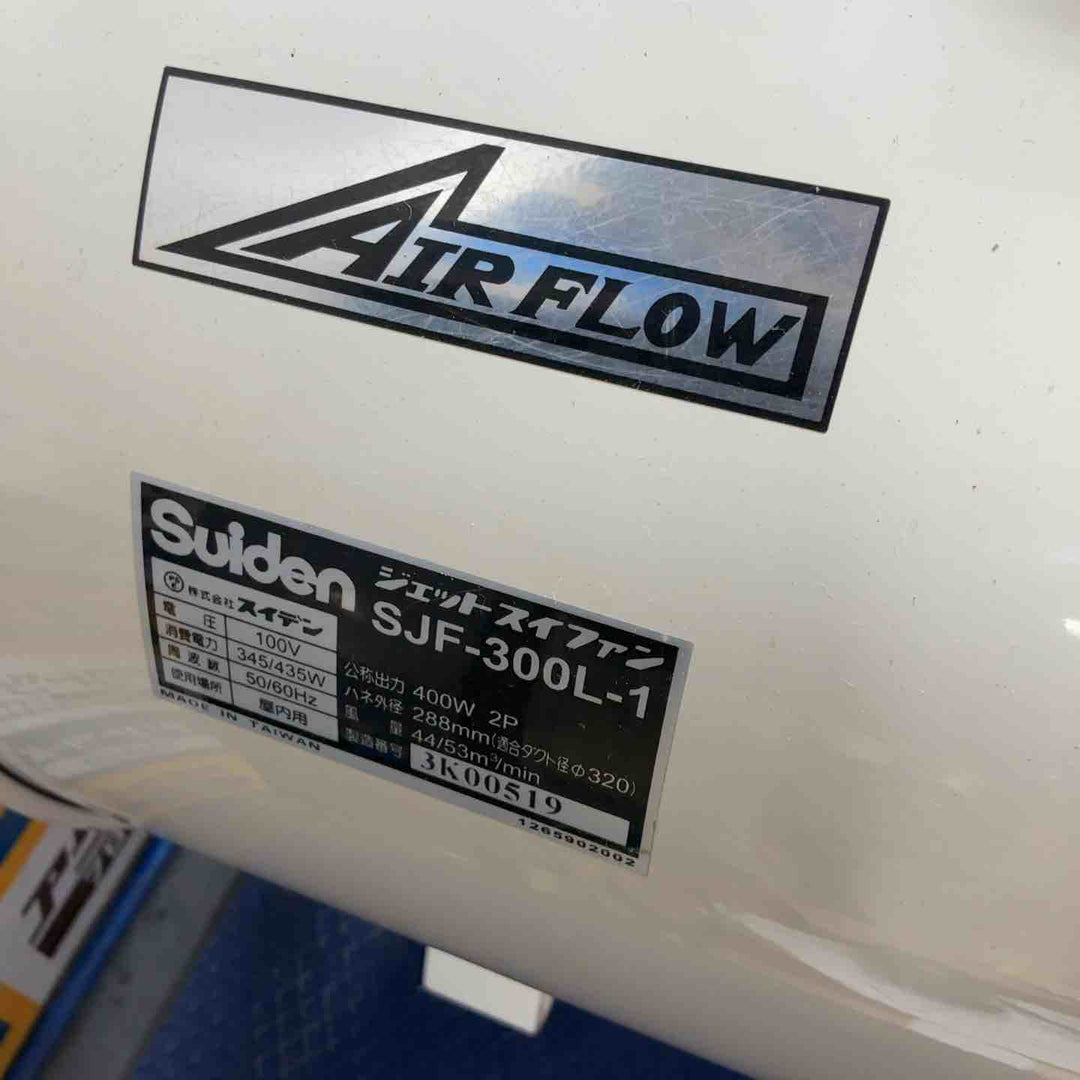 AIR FLOW
Suiden ジェットスイファン
SJF-300L-1
株式会社 スイデン
電圧 100V
消費電力 345/435W
周波数 50/60Hz
使用場所 屋内用
MADE IN TAIWAN
公称出力 400W 2P
ハネ外径 288mm(適合ダクト径Φ320)
風量 44/53m³/min
製造番号 3K00519
1265902002